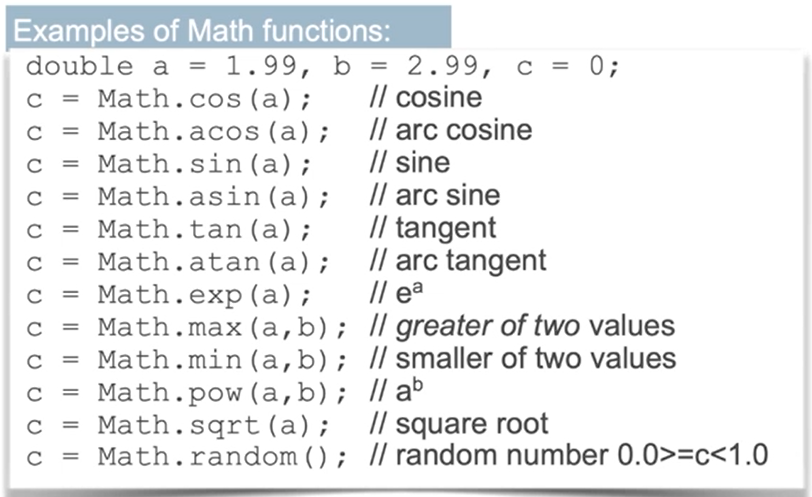 Examples of Math functions:
double a = 1.99, b = 2.99, c = 0;
c = Math.cos(a); // cosine
c = Math.acos(a); // arc cosine
c = Math.sin(a); // sine
c = Math.asin(a); // arc sine
c = Math.tan(a); // tangent
c = Math.atan(a); // arc tangent
c = Math.exp(a); // eᵃ
c = Math.max(a,b); // greater of two values
c = Math.min(a,b); // smaller of two values
c = Math.pow(a,b); // aᵇ
c = Math.sqrt(a); // square root
c = Math.random(); // random number 0.0>=c<1.0